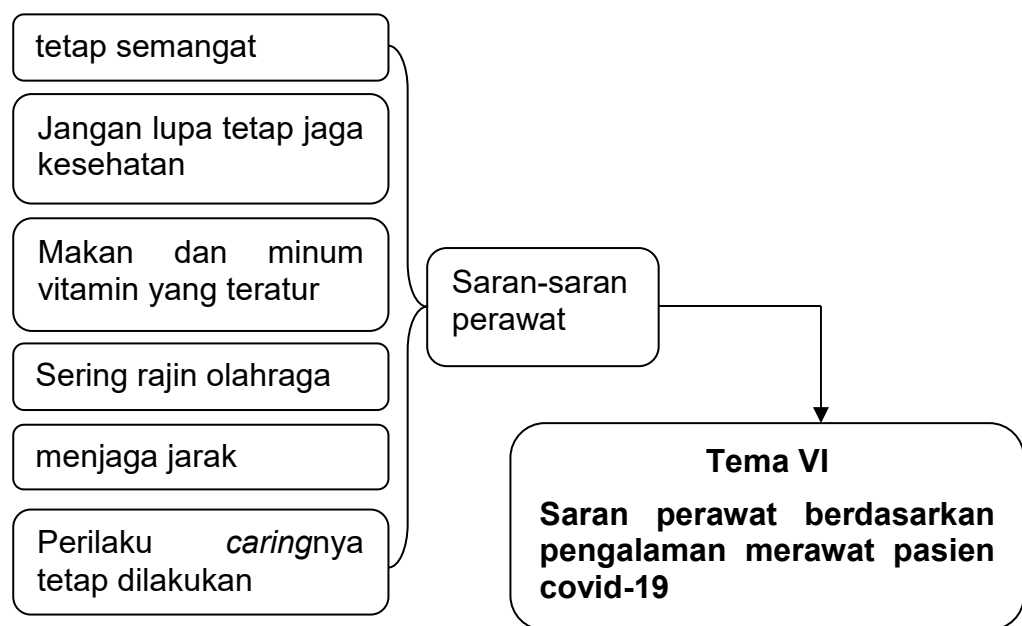 tetap semangat
Jangan lupa tetap jaga
kesehatan
Makan dan minum
vitamin yang teratur
Sering rajin olahraga
menjaga jarak
Perilaku caringnya
tetap dilakukan
Saran-saran
perawat
Tema VI
Saran perawat berdasarkan
pengalaman merawat pasien
covid-19